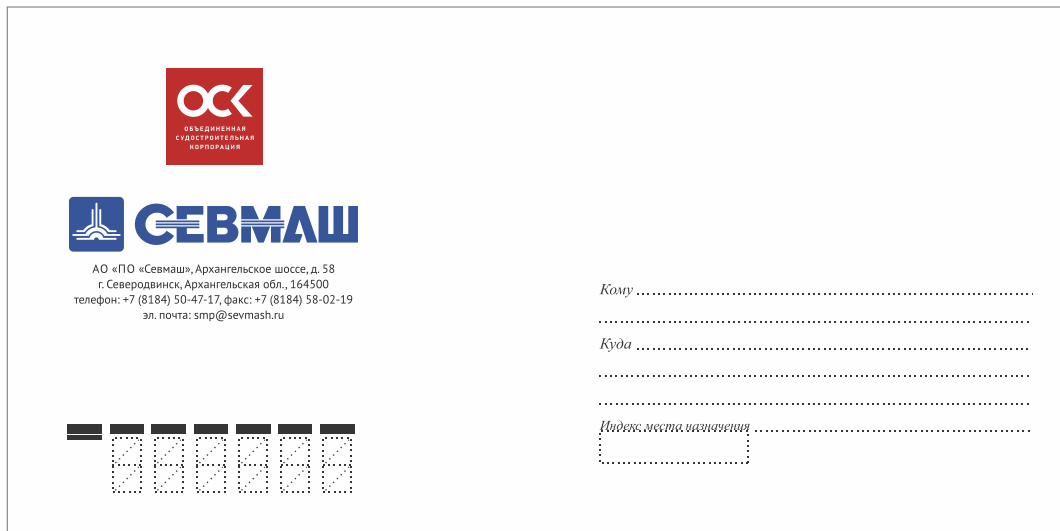 ОСК
ОБЪЕДИНЕННАЯ
СУДОСТРОИТЕЛЬНАЯ
КОРПОРАЦИЯ
СЕВМАШ
АО «ПО «Севмаш», Архангельское шоссе, д. 58
г. Северодвинск, Архангельская обл., 164500
телефон: +7 (8184) 50-47-17, факс: +7 (8184) 58-02-19
эл. почта: smp@sevmash.ru
Кому
Куда
Индекс места назначения